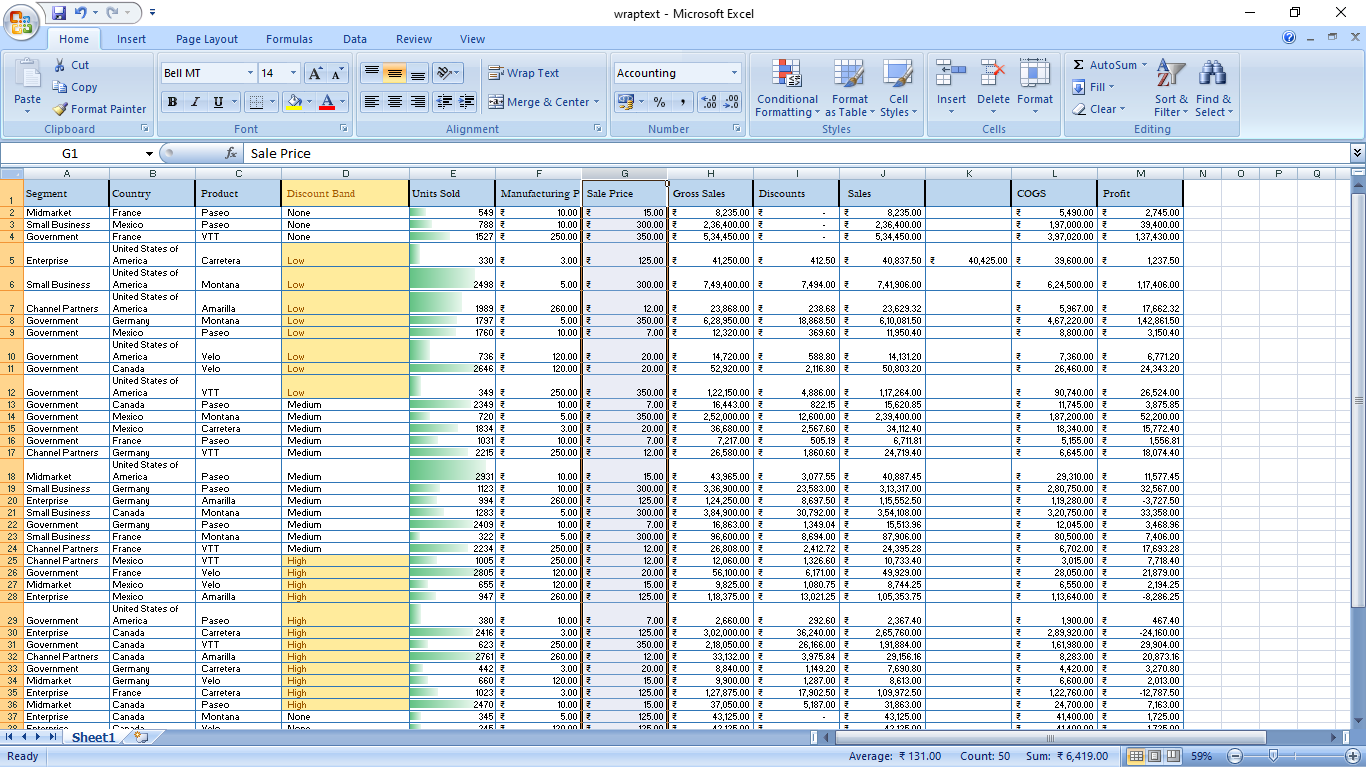 wraptext - Microsoft Excel
Home Insert Page Layout Formulas Data Review View
Paste Cut Copy Format Painter Clipboard
Bell MT 14 A A B I U A Font
Wrap Text Merge & Center Alignment
Accounting % , Number
Conditional Formatting Format as Table Cell Styles Styles
Insert Delete Format Cells
Σ AutoSum Fill Clear Sort & Filter Find & Select Editing
G1 fx Sale Price
A B C D E F G H I J K L M N O P Q
1 Segment Country Product Discount Band Units Sold Manufacturing P Sale Price Gross Sales Discounts Sales COGS Profit
2 Midmarket France Paseo None 549 ₹ 10.00 ₹ 15.00 ₹ 8,235.00 ₹ - ₹ 8,235.00 ₹ 5,490.00 ₹ 2,745.00
3 Small Business Mexico Paseo None 788 ₹ 10.00 ₹ 300.00 ₹ 2,36,400.00 ₹ - ₹ 2,36,400.00 ₹ 1,97,000.00 ₹ 39,400.00
4 Government France VTT None 1527 ₹ 250.00 ₹ 350.00 ₹ 5,34,450.00 ₹ - ₹ 5,34,450.00 ₹ 3,97,020.00 ₹ 1,37,430.00
5 Enterprise United States of America Carretera Low 330 ₹ 3.00 ₹ 125.00 ₹ 41,250.00 ₹ 412.50 ₹ 40,837.50 ₹ 40,425.00 ₹ 39,600.00 ₹ 1,237.50
6 Small Business United States of America Montana Low 2498 ₹ 5.00 ₹ 300.00 ₹ 7,49,400.00 ₹ 7,494.00 ₹ 7,41,906.00 ₹ 6,24,500.00 ₹ 1,17,406.00
7 Channel Partners United States of America Amarilla Low 1989 ₹ 260.00 ₹ 12.00 ₹ 23,868.00 ₹ 238.68 ₹ 23,629.32 ₹ 5,967.00 ₹ 17,662.32
8 Government Germany Montana Low 1797 ₹ 5.00 ₹ 350.00 ₹ 6,28,950.00 ₹ 18,868.50 ₹ 6,10,081.50 ₹ 4,67,220.00 ₹ 1,42,861.50
9 Government Mexico Paseo Low 1760 ₹ 10.00 ₹ 7.00 ₹ 12,320.00 ₹ 369.60 ₹ 11,950.40 ₹ 8,800.00 ₹ 3,150.40
10 Government United States of America Velo Low 736 ₹ 120.00 ₹ 20.00 ₹ 14,720.00 ₹ 588.80 ₹ 14,131.20 ₹ 7,360.00 ₹ 6,771.20
11 Government Canada Velo Low 2646 ₹ 120.00 ₹ 20.00 ₹ 52,920.00 ₹ 2,116.80 ₹ 50,803.20 ₹ 26,460.00 ₹ 24,343.20
12 Government United States of America VTT Low 349 ₹ 250.00 ₹ 350.00 ₹ 1,22,150.00 ₹ 4,886.00 ₹ 1,17,264.00 ₹ 90,740.00 ₹ 26,524.00
13 Government Canada Paseo Medium 2349 ₹ 10.00 ₹ 7.00 ₹ 16,443.00 ₹ 822.15 ₹ 15,620.85 ₹ 11,745.00 ₹ 3,875.85
14 Government Mexico Montana Medium 720 ₹ 5.00 ₹ 350.00 ₹ 2,52,000.00 ₹ 12,600.00 ₹ 2,39,400.00 ₹ 1,87,200.00 ₹ 52,200.00
15 Government Mexico Carretera Medium 1834 ₹ 3.00 ₹ 20.00 ₹ 36,680.00 ₹ 2,567.60 ₹ 34,112.40 ₹ 18,340.00 ₹ 15,772.40
16 Government France Paseo Medium 1031 ₹ 10.00 ₹ 7.00 ₹ 7,217.00 ₹ 505.19 ₹ 6,711.81 ₹ 5,155.00 ₹ 1,556.81
17 Channel Partners Germany VTT Medium 2215 ₹ 250.00 ₹ 12.00 ₹ 26,580.00 ₹ 1,860.60 ₹ 24,719.40 ₹ 6,645.00 ₹ 18,074.40
18 Midmarket United States of America Paseo Medium 2931 ₹ 10.00 ₹ 15.00 ₹ 43,965.00 ₹ 3,077.55 ₹ 40,887.45 ₹ 29,310.00 ₹ 11,577.45
19 Small Business Germany Paseo Medium 1123 ₹ 10.00 ₹ 300.00 ₹ 3,36,900.00 ₹ 23,583.00 ₹ 3,13,317.00 ₹ 2,80,750.00 ₹ 32,567.00
20 Enterprise Germany Amarilla Medium 994 ₹ 260.00 ₹ 125.00 ₹ 1,24,250.00 ₹ 8,697.50 ₹ 1,15,552.50 ₹ 1,19,280.00 ₹ -3,727.50
21 Small Business Canada Montana Medium 1283 ₹ 5.00 ₹ 300.00 ₹ 3,84,900.00 ₹ 30,792.00 ₹ 3,54,108.00 ₹ 3,20,750.00 ₹ 33,358.00
22 Government Germany Paseo Medium 2409 ₹ 10.00 ₹ 7.00 ₹ 16,863.00 ₹ 1,349.04 ₹ 15,513.96 ₹ 12,045.00 ₹ 3,468.96
23 Small Business France Paseo Medium 322 ₹ 5.00 ₹ 300.00 ₹ 96,600.00 ₹ 8,694.00 ₹ 87,906.00 ₹ 80,500.00 ₹ 7,406.00
24 Channel Partners France VTT Medium 2234 ₹ 250.00 ₹ 12.00 ₹ 26,808.00 ₹ 2,412.72 ₹ 24,395.28 ₹ 6,702.00 ₹ 17,693.28
25 Channel Partners Mexico VTT High 1005 ₹ 250.00 ₹ 12.00 ₹ 12,060.00 ₹ 1,326.60 ₹ 10,733.40 ₹ 3,015.00 ₹ 7,718.40
26 Government France Velo High 2805 ₹ 120.00 ₹ 20.00 ₹ 56,100.00 ₹ 6,171.00 ₹ 49,929.00 ₹ 28,050.00 ₹ 21,879.00
27 Midmarket Mexico Velo High 655 ₹ 120.00 ₹ 15.00 ₹ 9,825.00 ₹ 1,080.75 ₹ 8,744.25 ₹ 6,550.00 ₹ 2,194.25
28 Enterprise Mexico Amarilla High 947 ₹ 260.00 ₹ 125.00 ₹ 1,18,375.00 ₹ 13,021.25 ₹ 1,05,353.75 ₹ 1,13,640.00 ₹ -8,286.25
29 Government United States of America Paseo High 380 ₹ 10.00 ₹ 7.00 ₹ 2,660.00 ₹ 292.60 ₹ 2,367.40 ₹ 1,900.00 ₹ 467.40
30 Enterprise Canada Carretera High 2416 ₹ 3.00 ₹ 125.00 ₹ 3,02,000.00 ₹ 36,240.00 ₹ 2,65,760.00 ₹ 2,89,920.00 ₹ -24,160.00
31 Government Canada VTT High 623 ₹ 250.00 ₹ 350.00 ₹ 2,18,050.00 ₹ 26,166.00 ₹ 1,91,884.00 ₹ 1,61,980.00 ₹ 29,904.00
32 Channel Partners Canada Amarilla High 2761 ₹ 260.00 ₹ 12.00 ₹ 33,132.00 ₹ 3,975.84 ₹ 29,156.16 ₹ 8,283.00 ₹ 20,873.16
33 Government Germany Carretera High 442 ₹ 3.00 ₹ 20.00 ₹ 8,840.00 ₹ 1,149.20 ₹ 7,690.80 ₹ 4,420.00 ₹ 3,270.80
34 Midmarket Germany Velo High 660 ₹ 120.00 ₹ 15.00 ₹ 9,900.00 ₹ 1,287.00 ₹ 8,613.00 ₹ 6,600.00 ₹ 2,013.00
35 Enterprise France Carretera High 1023 ₹ 3.00 ₹ 125.00 ₹ 1,27,875.00 ₹ 17,902.50 ₹ 1,09,972.50 ₹ 1,22,760.00 ₹ -12,787.50
36 Midmarket Canada Paseo High 2470 ₹ 10.00 ₹ 15.00 ₹ 37,050.00 ₹ 5,187.00 ₹ 31,863.00 ₹ 24,700.00 ₹ 7,163.00
37 Enterprise Canada Montana None 345 ₹ 5.00 ₹ 125.00 ₹ 43,125.00 ₹ - ₹ 43,125.00 ₹ 41,400.00 ₹ 1,725.00
Sheet1
Ready Average: ₹ 131.00 Count: 50 Sum: ₹ 6,419.00 59%